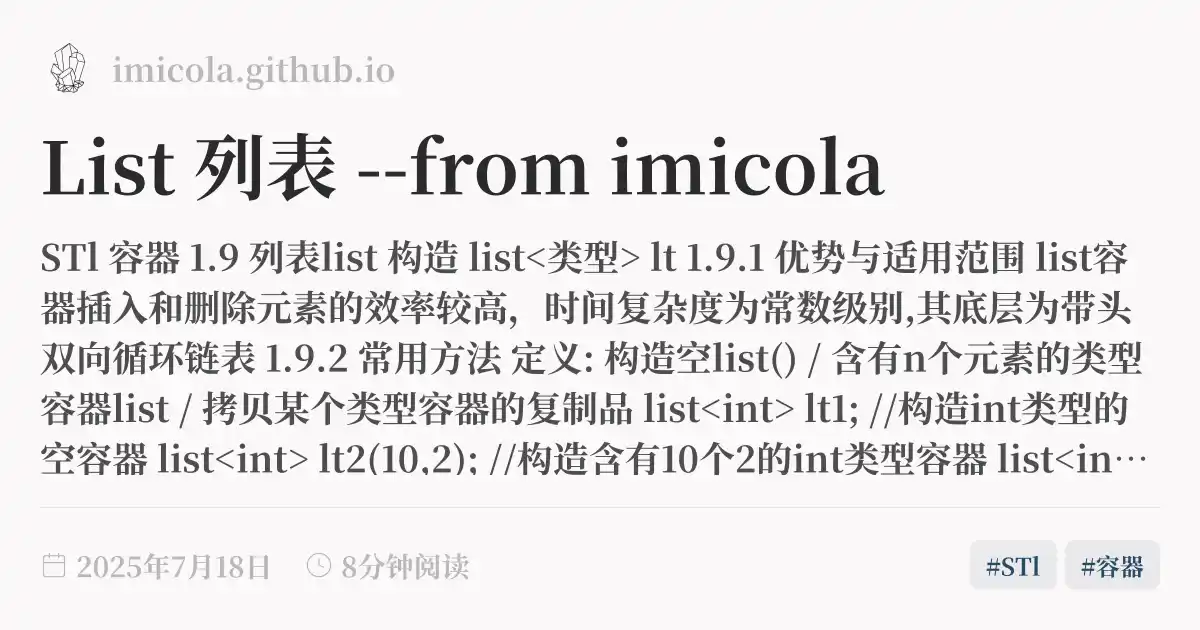 imicola.github.io
List 列表 --from imicola
STl 容器 1.9 列表list 构造 list<类型> lt 1.9.1 优势与适用范围 list容
器插入和删除元素的效率较高，时间复杂度为常数级别,其底层为带头
双向循环链表 1.9.2 常用方法 定义: 构造空list() / 含有n个元素的类型
容器list / 拷贝某个类型容器的复制品 list<int> lt1; //构造int类型的
空容器 list<int> lt2(10,2); //构造含有10个2的int类型容器 list<in…
2025年7月18日 8分钟阅读 #STl #容器